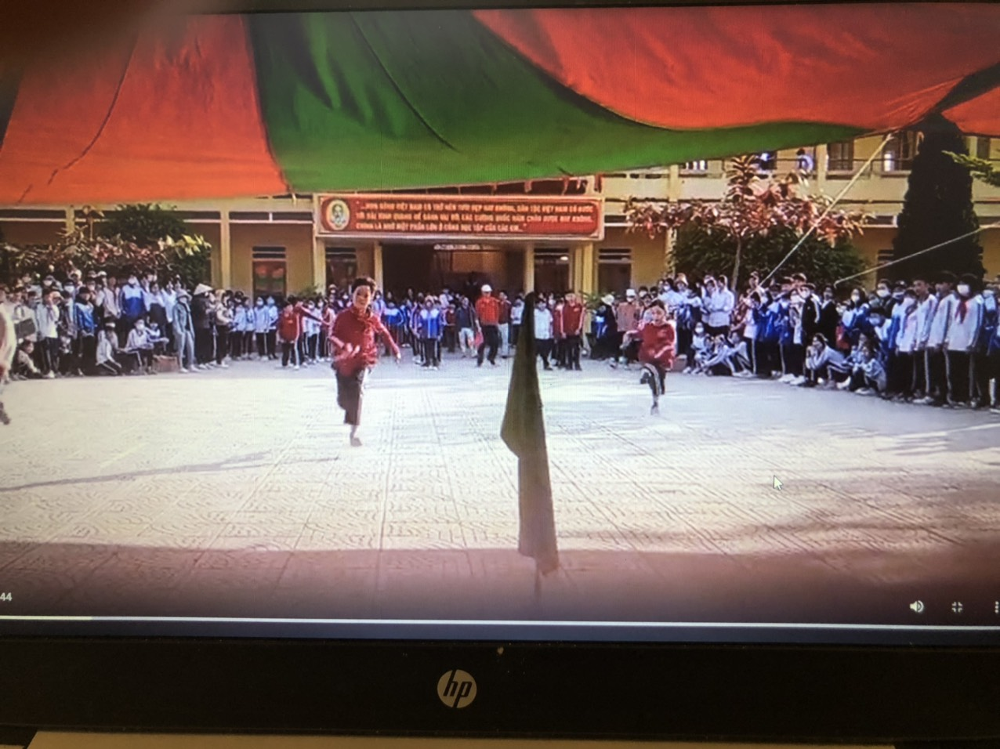 "...NON SÔNG VIỆT NAM CÓ TRỞ NÊN TƯƠI ĐẸP HAY KHÔNG, DÂN TỘC VIỆT NAM CÓ BƯỚC
TỚI ĐÀI VINH QUANG ĐỂ SÁNH VAI VỚI CÁC CƯỜNG QUỐC NĂM CHÂU ĐƯỢC HAY KHÔNG,
CHÍNH LÀ NHỜ MỘT PHẦN LỚN Ở CÔNG HỌC TẬP CỦA CÁC EM..."
44
hp